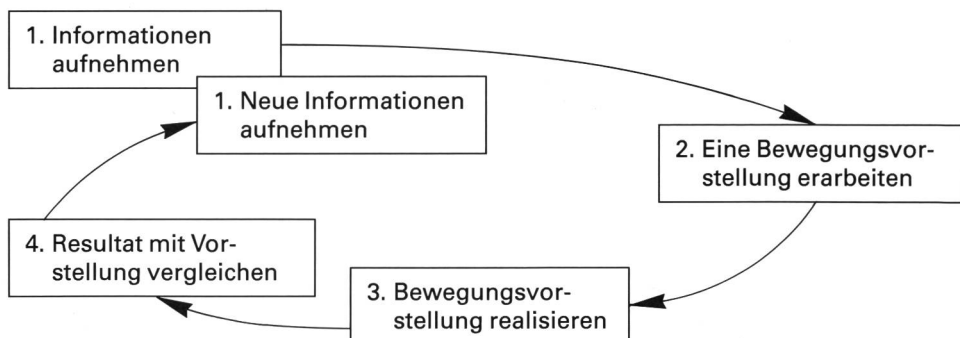 1. Informationen
aufnehmen
1. Neue Informationen
aufnehmen
2. Eine Bewegungsvor-
stellung erarbeiten
3. Bewegungsvor-
stellung realisieren
4. Resultat mit Vor-
stellung vergleichen